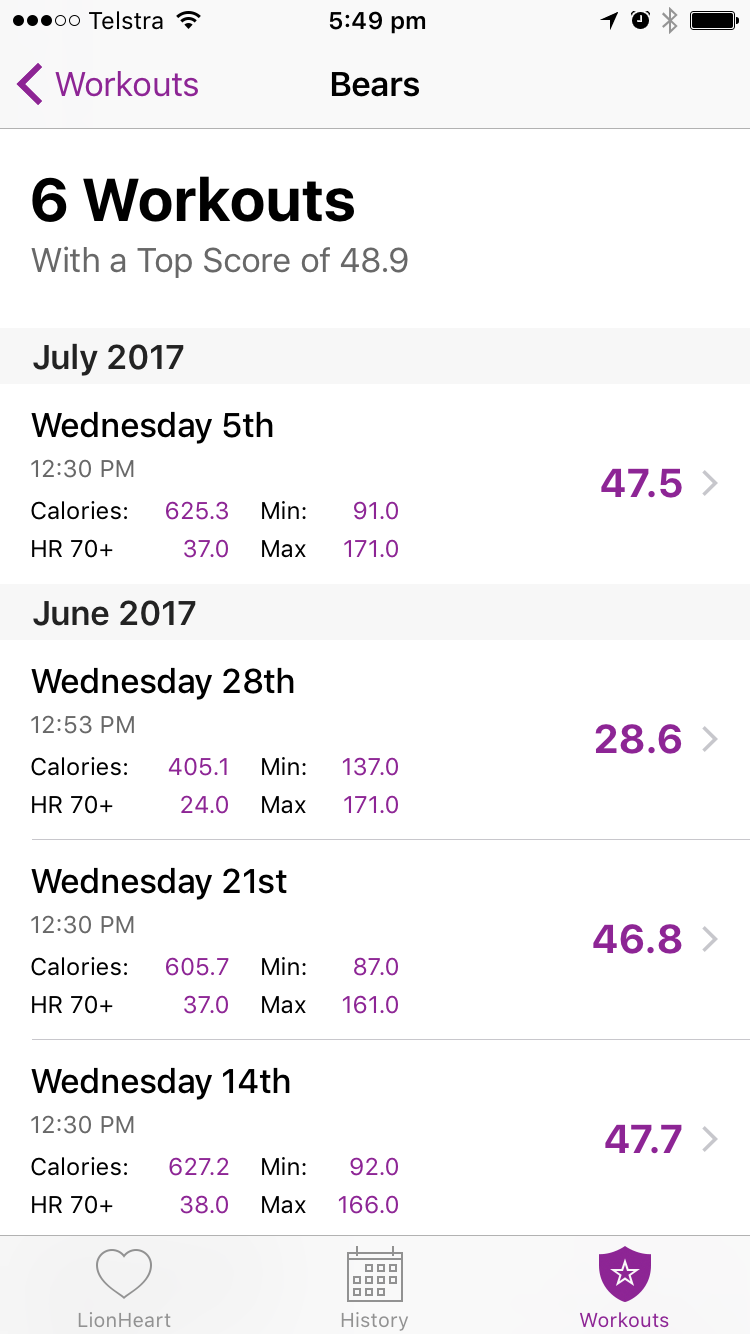 Telstra 5:49 pm
Workouts Bears
6 Workouts
With a Top Score of 48.9
July 2017
Wednesday 5th
12:30 PM
47.5
Calories: 625.3 Min: 91.0
HR 70+ 37.0 Max 171.0
June 2017
Wednesday 28th
12:53 PM
28.6
Calories: 405.1 Min: 137.0
HR 70+ 24.0 Max 171.0
Wednesday 21st
12:30 PM
46.8
Calories: 605.7 Min: 87.0
HR 70+ 37.0 Max 161.0
Wednesday 14th
12:30 PM
47.7
Calories: 627.2 Min: 92.0
HR 70+ 38.0 Max 166.0
LionHeart History Workouts